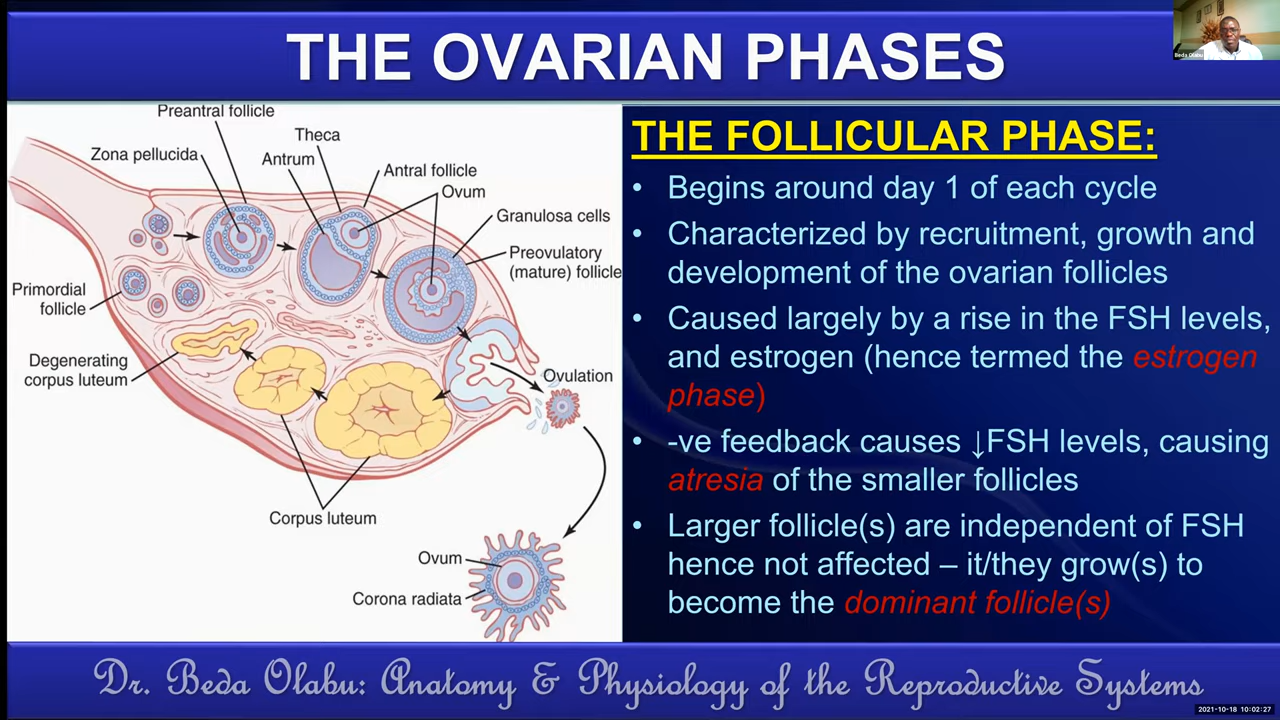 THE OVARIAN PHASES
Beda Olabu
Preantral follicle
Theca
Zona pellucida
Antrum
Antral follicle
Ovum
Granulosa cells
Preovulatory
(mature) follicle
Primordial
follicle
Degenerating
corpus luteum
Ovulation
Corpus luteum
Ovum
Corona radiata
THE FOLLICULAR PHASE:
• Begins around day 1 of each cycle
• Characterized by recruitment, growth and
development of the ovarian follicles
• Caused largely by a rise in the FSH levels,
and estrogen (hence termed the estrogen
phase)
• -ve feedback causes ↓FSH levels, causing
atresia of the smaller follicles
• Larger follicle(s) are independent of FSH
hence not affected – it/they grow(s) to
become the dominant follicle(s)
Dr. Beda Olabu: Anatomy & Physiology of the Reproductive Systems
2021-10-18 10:02:27